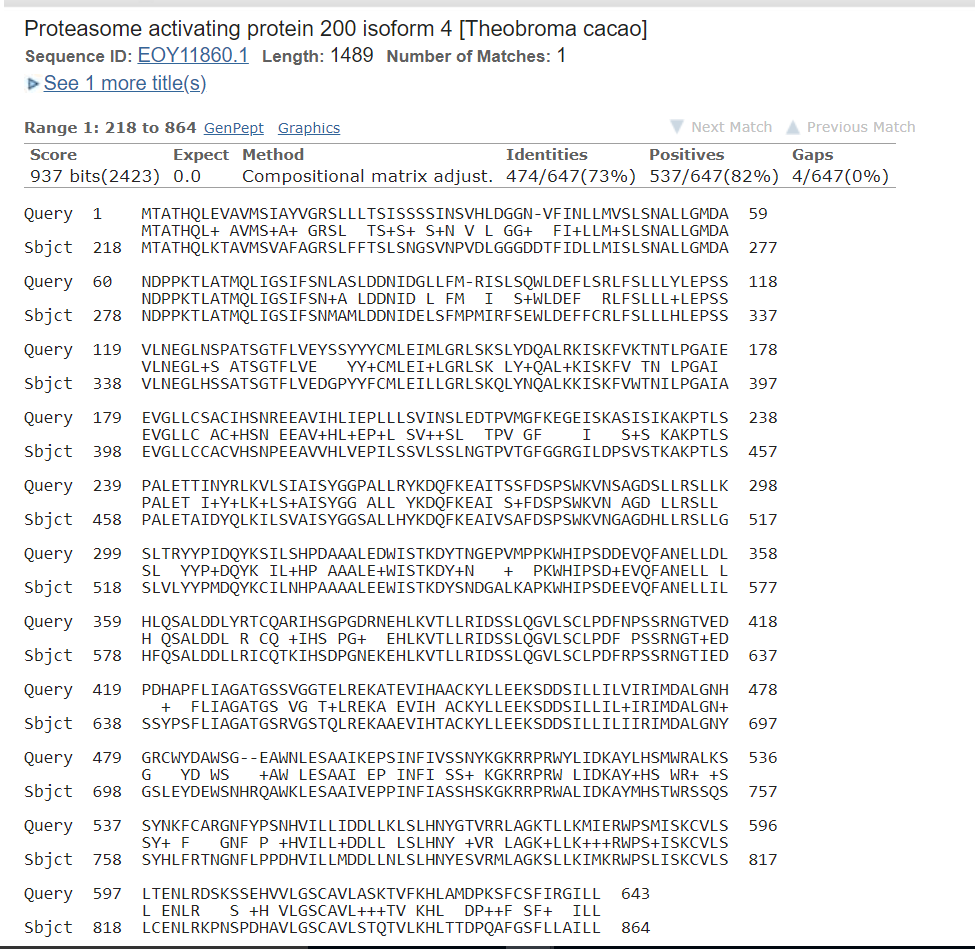 Proteasome activating protein 200 isoform 4 [Theobroma cacao]
Sequence ID: EOY11860.1 Length: 1489 Number of Matches: 1
See 1 more title(s)
Range 1: 218 to 864 GenPept Graphics Next Match Previous Match
Score Expect Method Identities Positives Gaps
937 bits(2423) 0.0 Compositional matrix adjust. 474/647(73%) 537/647(82%) 4/647(0%)
Query 1 MTATHQLEVAVMSIAYVGRSLLLTSISSSSINSVHLDGGN-VFINLLMVSLSNALLGMDA 59
MTATHQL+ AVMS+A+ GRSL  TS+S+ S+N V L GG+  FI+LLM+SLSNALLGMDA
Sbjct 218 MTATHQLKTAVMSVAFAGRSLFFTSLSNGSVNPVDLGGGDDTFIDLLMISLSNALLGMDA 277
Query 60 NDPPKTLATMQLIGSIFSNLASLDDNIDGLLFM-RISLSQWLDEFLSRLFSLLLYLEPSS 118
NDPPKTLATMQLIGSIFSN+A LDDNID L FM  I  S+WLDEF  RLFSLLL+LEPSS
Sbjct 278 NDPPKTLATMQLIGSIFSNMAMLDDNIDELSFMPMIRFSEWLDEFFCRLFSLLLHLEPSS 337
Query 119 VLNEGLNSPATSGTFLVEYSSYYYCMLEIMLGRLSKSLYDQALRKISKFVKTNTLPGAIE 178
VLNEGL+S ATSGTFLVE   YY+CMLEI+LGRLSK LY+QAL+KISKFV TN LPGAI
Sbjct 338 VLNEGLHSSATSGTFLVEDGPYYFCMLEILLGRLSKQLYNQALKKISKFVWTNILPGAIA 397
Query 179 EVGLLCSACIHSNREEAVIHLIEPLLLSVINSLEDTPVMGFKEGEISKASISIKAKPTLS 238
EVGLLC AC+HSN EEAV+HL+EP+L SV++SL  TPV GF    I   S+S KAKPTLS
Sbjct 398 EVGLLCCACVHSNPEEAVVHLVEPILSSVLSSLNGTPVTGFGGRGILDPSVSTKAKPTLS 457
Query 239 PALETTINYRLKVLSIAISYGGPALLRYKDQFKEAITSSFDSPSWKVNSAGDSLLRSLLK 298
PALET I+Y+LK+LS+AISYGG ALL YKDQFKEAI S+FDSPSWKVN AGD LLRSLL
Sbjct 458 PALETAIDYQLKILSVAISYGGSALLHYKDQFKEAIVSAFDSPSWKVNGAGDHLLRSLLG 517
Query 299 SLTRYYPIDQYKSILSHPDAAALEDWISTKDYTNGEPVMPPKWHIPSDDEVQFANELLDL 358
SL  YYP+DQYK IL+HP AAALE+WISTKDY+N   +  PKWHIPSD+EVQFANELL L
Sbjct 518 SLVLYYPMDQYKCILNHPAAAALEEWISTKDYSNDGALKAPKWHIPSDEEVQFANELLIL 577
Query 359 HLQSALDDLYRTCQARIHSGPGDRNEHLKVTLLRIDSSLQGVLSCLPDFNPSSRNGTVED 418
H QSALDDL R CQ +IHS PG+  EHLKVTLLRIDSSLQGVLSCLPDF PSSRNGT+ED
Sbjct 578 HFQSALDDLLRICQTKIHSDPGNEKEHLKVTLLRIDSSLQGVLSCLPDFRPSSRNGTIED 637
Query 419 PDHAPFLIAGATGSSVGGTELREKATEVIHAACKYLLEEKSDDSILLILVIRIMDALGNH 478
+  FLIAGATGS VG T+LREKA EVIH ACKYLLEEKSDDSILLIL+IRIMDALGN+
Sbjct 638 SSYPSFLIAGATGSRVGSTQLREKAAEVIHTACKYLLEEKSDDSILLILIIRIMDALGNY 697
Query 479 GRCWYDAWSG--EAWNLESAAIKEPSINFIVSSNYKGKRRPRWYLIDKAYLHSMWRALKS 536
G  YD WS   +AW LESAAI EP INFI SS+ KGKRRPRW LIDKAY+HS WR+ +S
Sbjct 698 GSLEYDEWSNHRQAWKLESAAIVEPPINFIASSHSKGKRRPRWALIDKAYMHSTWRSSQS 757
Query 537 SYNKFCARGNFYPSNHVILLIDDLLKLSLHNYGTVRRLAGKTLLKMIERWPSMISKCVLS 596
SY+ F  GNF P +HVILL+DDLL LSLHNY +VR LAGK+LLK+++RWPS+ISKCVLS
Sbjct 758 SYHLFRTNGNFLPPDHVILLMDDLLNLSLHNYESVRMLAGKSLLKIMKRWPSLISKCVLS 817
Query 597 LTENLRDSKSSEHVVLGSCAVLASKTVFKHLAMDPKSFCSFIRGILL 643
L ENLR  S +H VLGSCAVL+++TV KHL  DP++F SF+  ILL
Sbjct 818 LCENLRKPNSPDHAVLGSCAVLSTQTVLKHLTTDPQAFGSFLLAILL 864